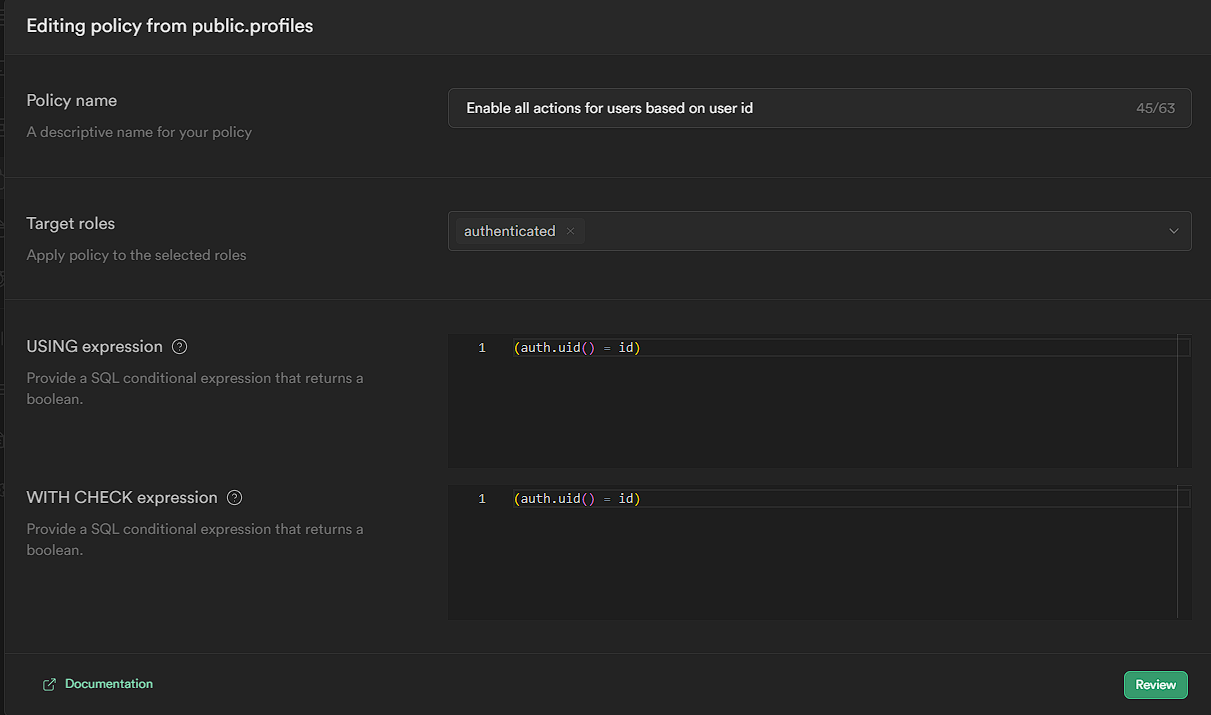 Editing policy from public.profiles
Policy name
A descriptive name for your policy
Enable all actions for users based on user id
45/63
Target roles
Apply policy to the selected roles
authenticated
USING expression
Provide a SQL conditional expression that returns a
boolean.
1 (auth.uid() = id)
WITH CHECK expression
Provide a SQL conditional expression that returns a
boolean.
1 (auth.uid() = id)
Documentation
Review